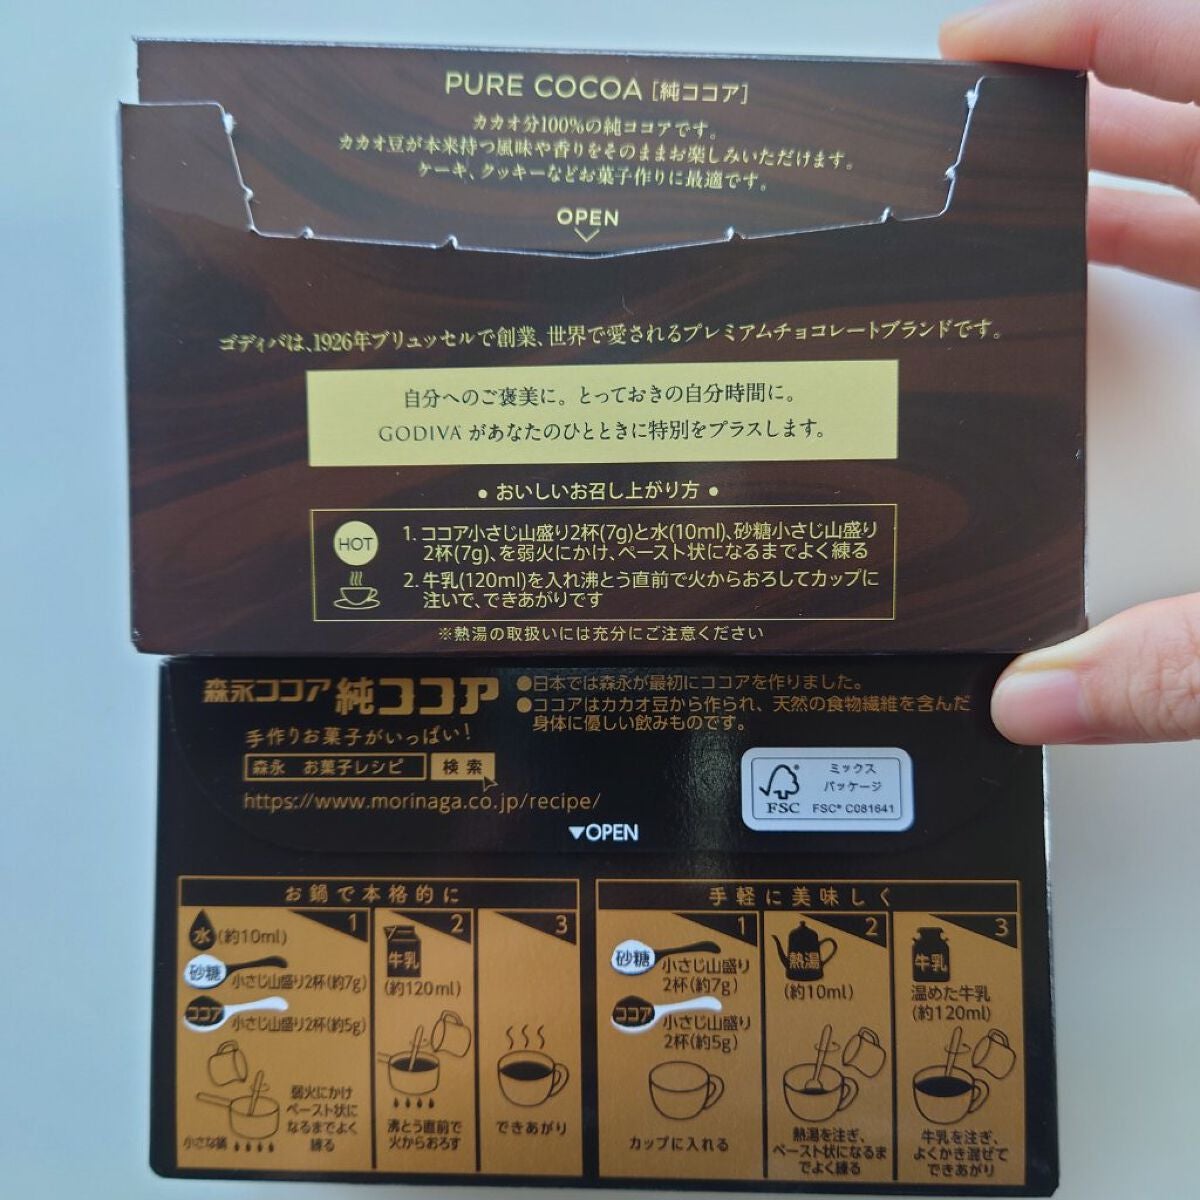 PURE COCOA [純ココア]
カカオ分100%の純ココアです。
カカオ豆が本来持つ風味や香りをそのままお楽しみいただけます。
ケーキ、クッキーなどお菓子作りに最適です。
OPEN
ゴディバは、1926年ブリュッセルで創業、世界で愛されるプレミアムチョコレートブランドです。
自分へのご褒美に。とっておきの自分時間に。
GODIVAがあなたのひとときに特別をプラスします。
● おいしいお召し上がり方 ●
HOT
1. ココア小さじ山盛り2杯(7g)と水(10ml)、砂糖小さじ山盛り
2杯(7g)、を弱火にかけ、ペースト状になるまでよく練る
2. 牛乳(120ml)を入れ沸とう直前で火からおろしてカップに
注いで、できあがりです
※熱湯の取扱いには充分にご注意ください
森永ココア 純ココア
●日本では森永が最初にココアを作りました。
●ココアはカカオ豆から作られ、天然の食物繊維を含んだ
身体に優しい飲みものです。
手作りお菓子がいっぱい!
森永 お菓子レシピ 検索
https://www.morinaga.co.jp/recipe/
FSC
ミックス
パッケージ
FSC® C081641
▼OPEN
お鍋で本格的に
1
水 (約10ml)
砂糖 小さじ山盛り2杯(約7g)
ココア 小さじ山盛り2杯(約5g)
小さな鍋
弱火にかけ
ペースト状に
なるまでよく
練る
2
牛乳
(約120ml)
沸とう直前で
火からおろす
3
できあがり
手軽に美味しく
1
砂糖 小さじ山盛り
2杯(約7g)
ココア 小さじ山盛り
2杯(約5g)
カップに入れる
2
熱湯
(約10ml)
熱湯を注ぎ、
ペースト状になるま
でよく練る
3
牛乳
温めた牛乳
(約120ml)
牛乳を注ぎ、
よくかき混ぜて
できあがり